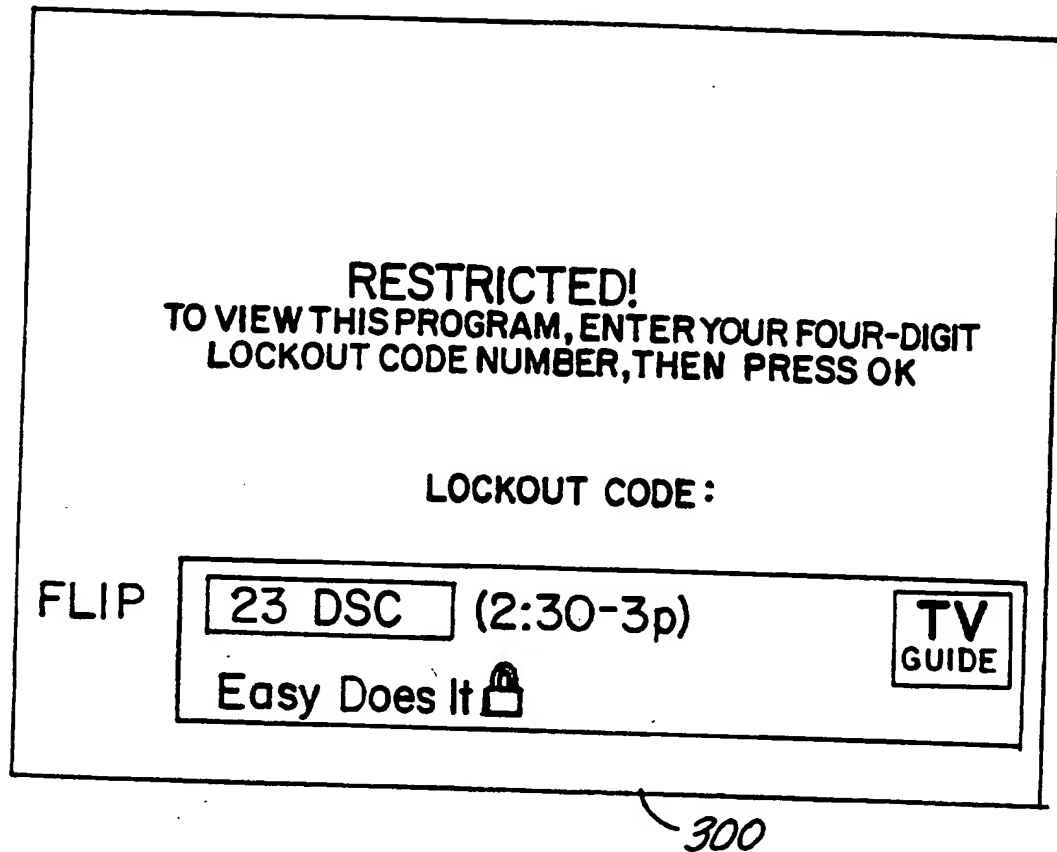 RESTRICTED!
TO VIEW THIS PROGRAM, ENTER YOUR FOUR-DIGIT
LOCKOUT CODE NUMBER, THEN PRESS OK
LOCKOUT CODE:
FLIP
23 DSC (2:30-3p)
TV
GUIDE
Easy Does It
300